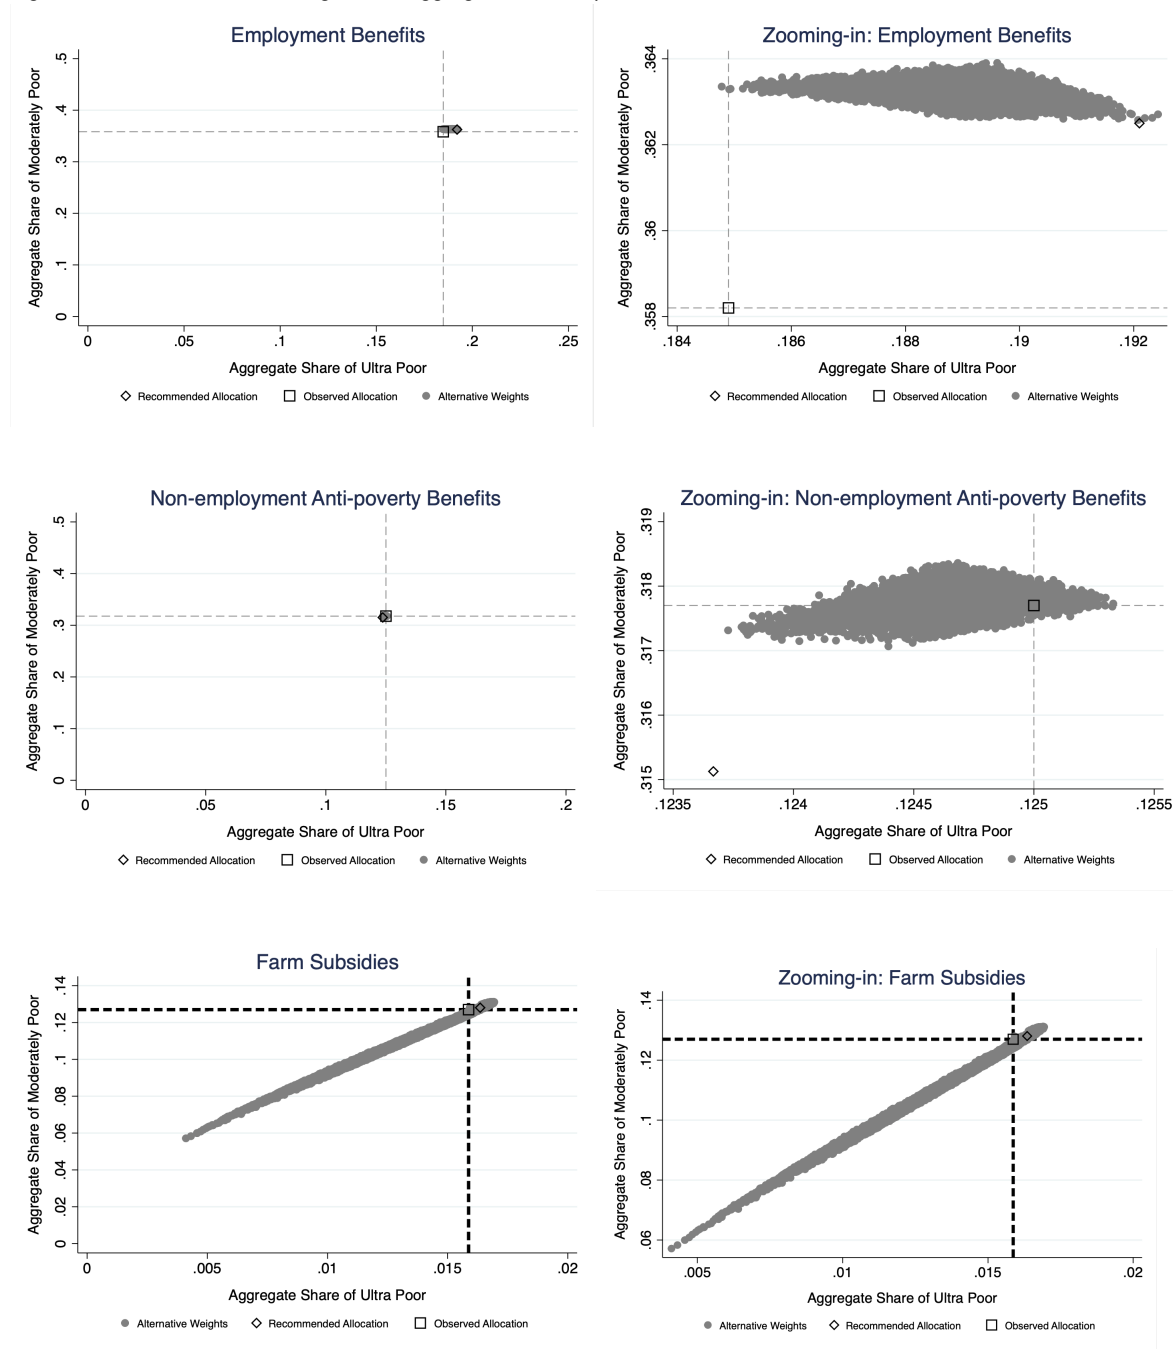 Employment Benefits
Aggregate Share of Moderately Poor
.5
.4
.3
.2
.1
0
0 .05 .1 .15 .2 .25
Aggregate Share of Ultra Poor
Recommended Allocation Observed Allocation Alternative Weights
Zooming-in: Employment Benefits
Aggregate Share of Moderately Poor
.364
.362
.36
.358
.184 .186 .188 .19 .192
Aggregate Share of Ultra Poor
Recommended Allocation Observed Allocation Alternative Weights
Non-employment Anti-poverty Benefits
Aggregate Share of Moderately Poor
.5
.4
.3
.2
.1
0
0 .05 .1 .15 .2
Aggregate Share of Ultra Poor
Recommended Allocation Observed Allocation Alternative Weights
Zooming-in: Non-employment Anti-poverty Benefits
Aggregate Share of Moderately Poor
.319
.318
.317
.316
.315
.1235 .124 .1245 .125 .1255
Aggregate Share of Ultra Poor
Recommended Allocation Observed Allocation Alternative Weights
Farm Subsidies
Aggregate Share of Moderately Poor
.14
.12
.1
.08
.06
.04
.02
0
0 .005 .01 .015 .02
Aggregate Share of Ultra Poor
Alternative Weights Recommended Allocation Observed Allocation
Zooming-in: Farm Subsidies
Aggregate Share of Moderately Poor
.14
.12
.1
.08
.06
.005 .01 .015 .02
Aggregate Share of Ultra Poor
Alternative Weights Recommended Allocation Observed Allocation